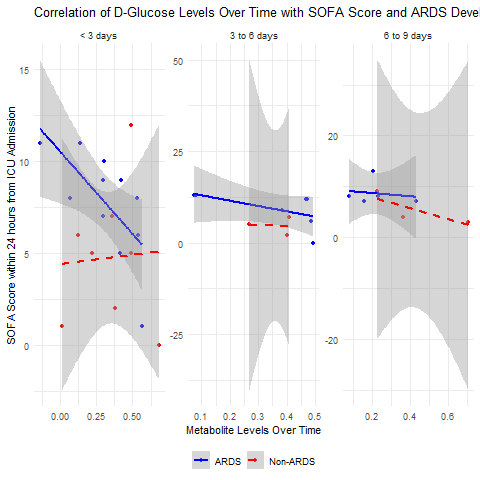 Correlation of D-Glucose Levels Over Time with SOFA Score and ARDS Devel
< 3 days
3 to 6 days
6 to 9 days
SOFA Score within 24 hours from ICU Admission
15
10
5
0
50
25
0
-25
20
0
-20
0.00 0.25 0.50
0.1 0.2 0.3 0.4 0.5
0.2 0.4 0.6
Metabolite Levels Over Time
ARDS Non-ARDS